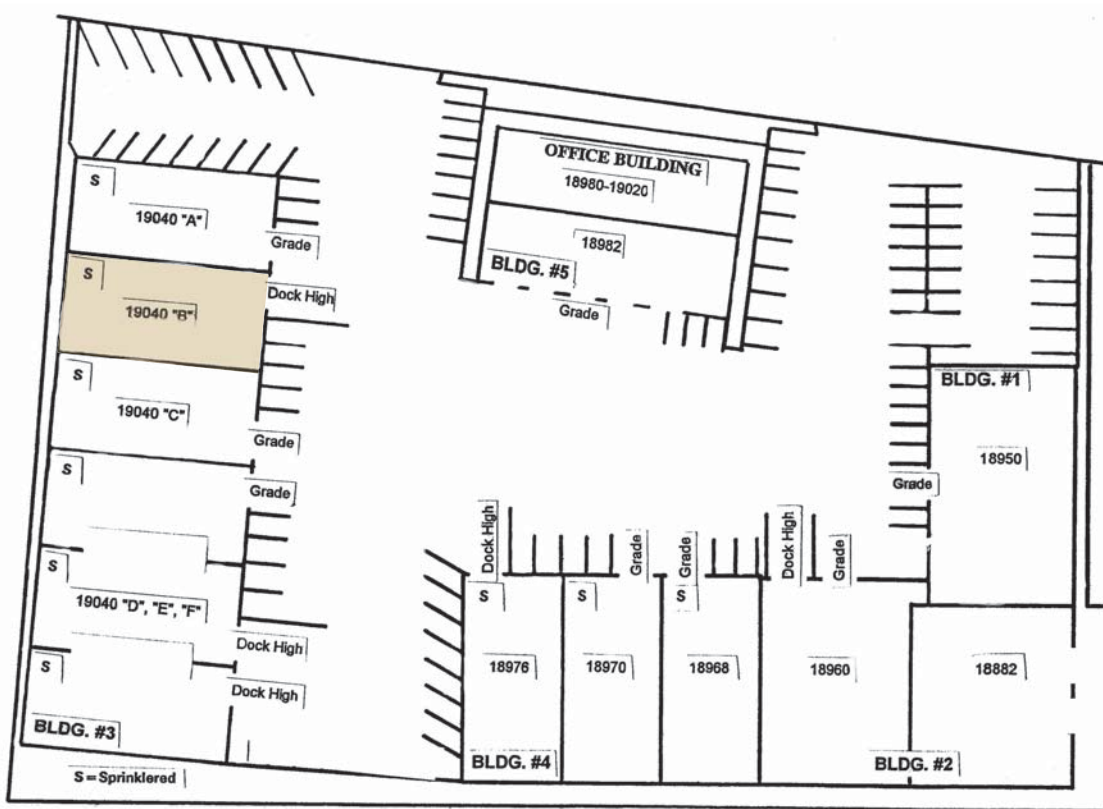 OFFICE BUILDING
18980-19020
18982
BLDG. #5
Grade
S
19040 "A"
Grade
S
19040 "B"
Dock High
S
19040 "C"
Grade
S
Grade
S
19040 "D", "E", "F"
Dock High
S
Dock High
BLDG. #3
S = Sprinklered
BLDG. #1
18950
Grade
Dock High
Grade
Grade
Dock High
Grade
S
S
S
18976
18970
18968
18960
18882
BLDG. #4
BLDG. #2